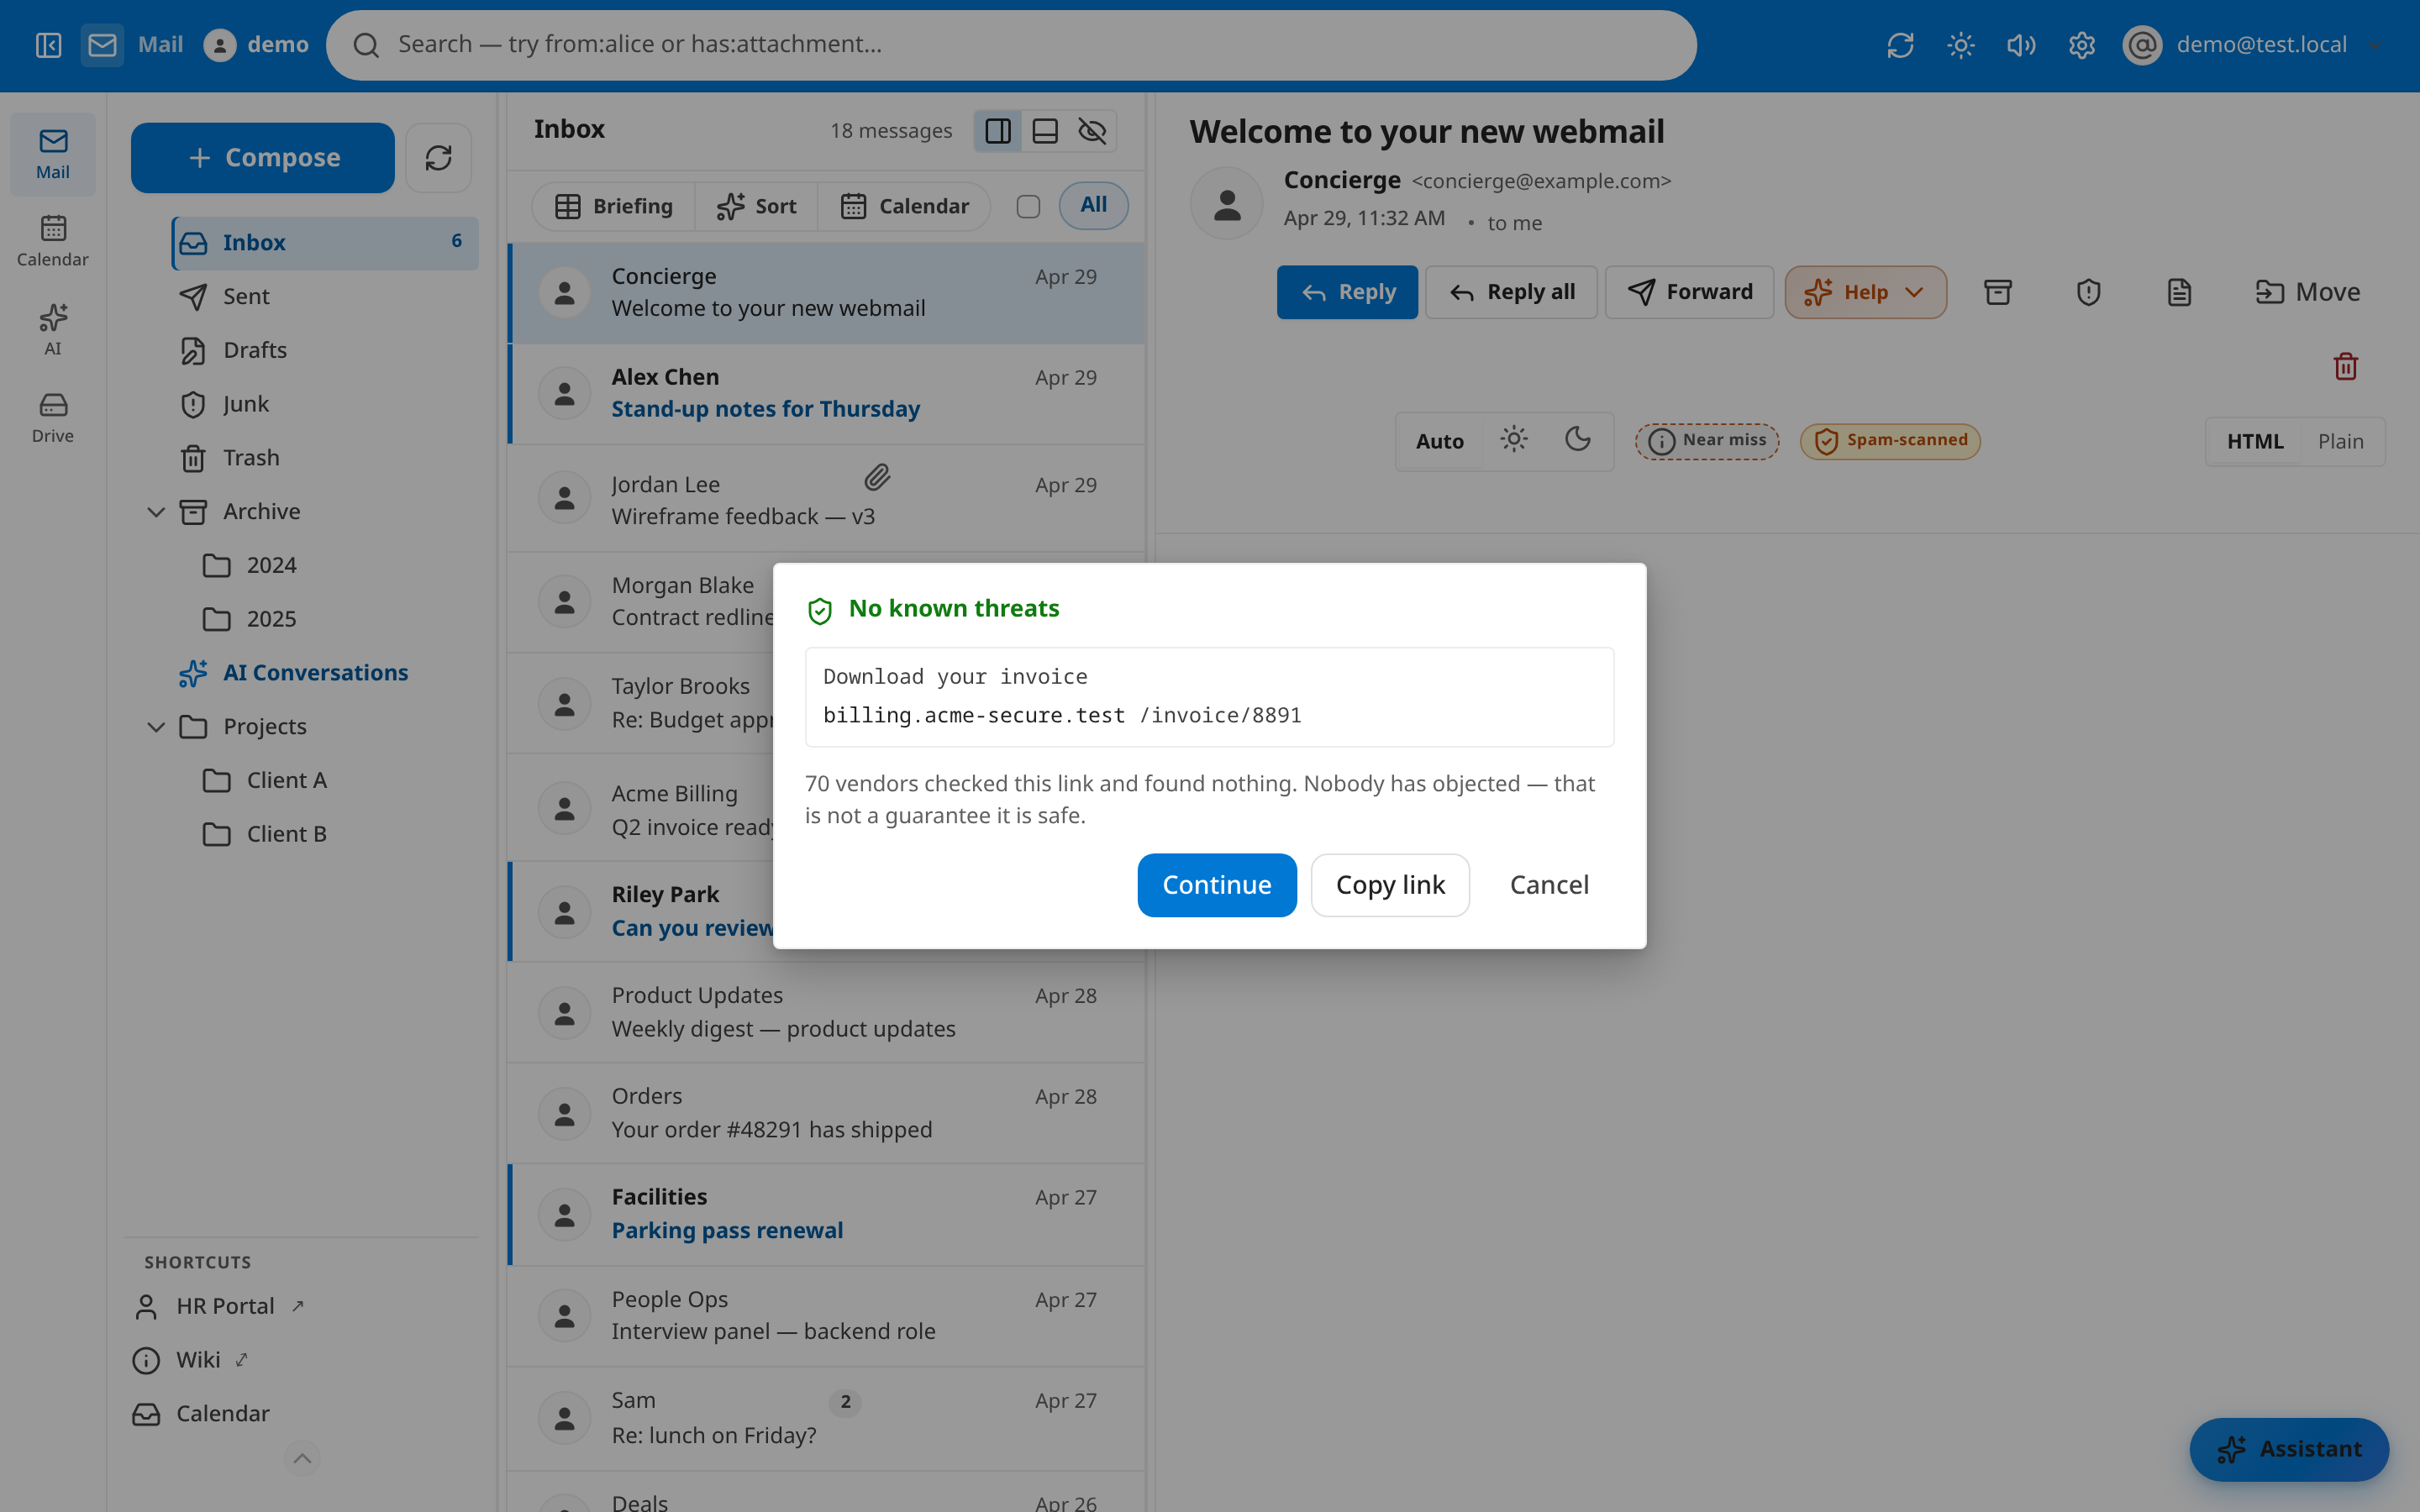 Mail
demo
Search — try from:alice or has:attachment...
demo@test.local
Mail
Calendar
AI
Drive
Compose
Inbox 6
Sent
Drafts
Junk
Trash
Archive
2024
2025
AI Conversations
Projects
Client A
Client B
SHORTCUTS
HR Portal ↗
Wiki ⤢
Calendar
Inbox
18 messages
Briefing
Sort
Calendar
All
Concierge Apr 29
Welcome to your new webmail
Alex Chen Apr 29
Stand-up notes for Thursday
Jordan Lee Apr 29
Wireframe feedback — v3
Morgan Blake
Contract redline
Taylor Brooks
Re: Budget app
Acme Billing
Q2 invoice read
Riley Park
Can you review
Product Updates Apr 28
Weekly digest — product updates
Orders Apr 28
Your order #48291 has shipped
Facilities Apr 27
Parking pass renewal
People Ops Apr 27
Interview panel — backend role
Sam 2 Apr 27
Re: lunch on Friday?
Deals Apr 26
Welcome to your new webmail
Concierge <concierge@example.com>
Apr 29, 11:32 AM • to me
Reply
Reply all
Forward
Help
Move
Auto
Near miss
Spam-scanned
HTML
Plain
No known threats
Download your invoice
billing.acme-secure.test /invoice/8891
70 vendors checked this link and found nothing. Nobody has objected — that
is not a guarantee it is safe.
Continue
Copy link
Cancel
Assistant